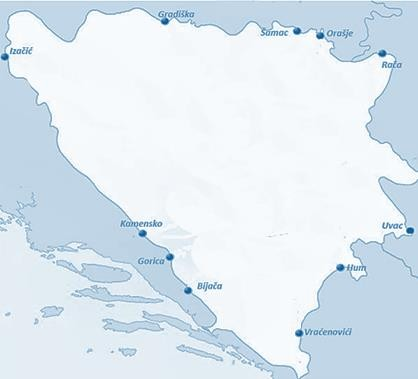 Gradiška
Šamac
Orašje
Izačić
Rača
Kamensko
Uvac
Gorica
Hum
Bijača
Vraćenovići